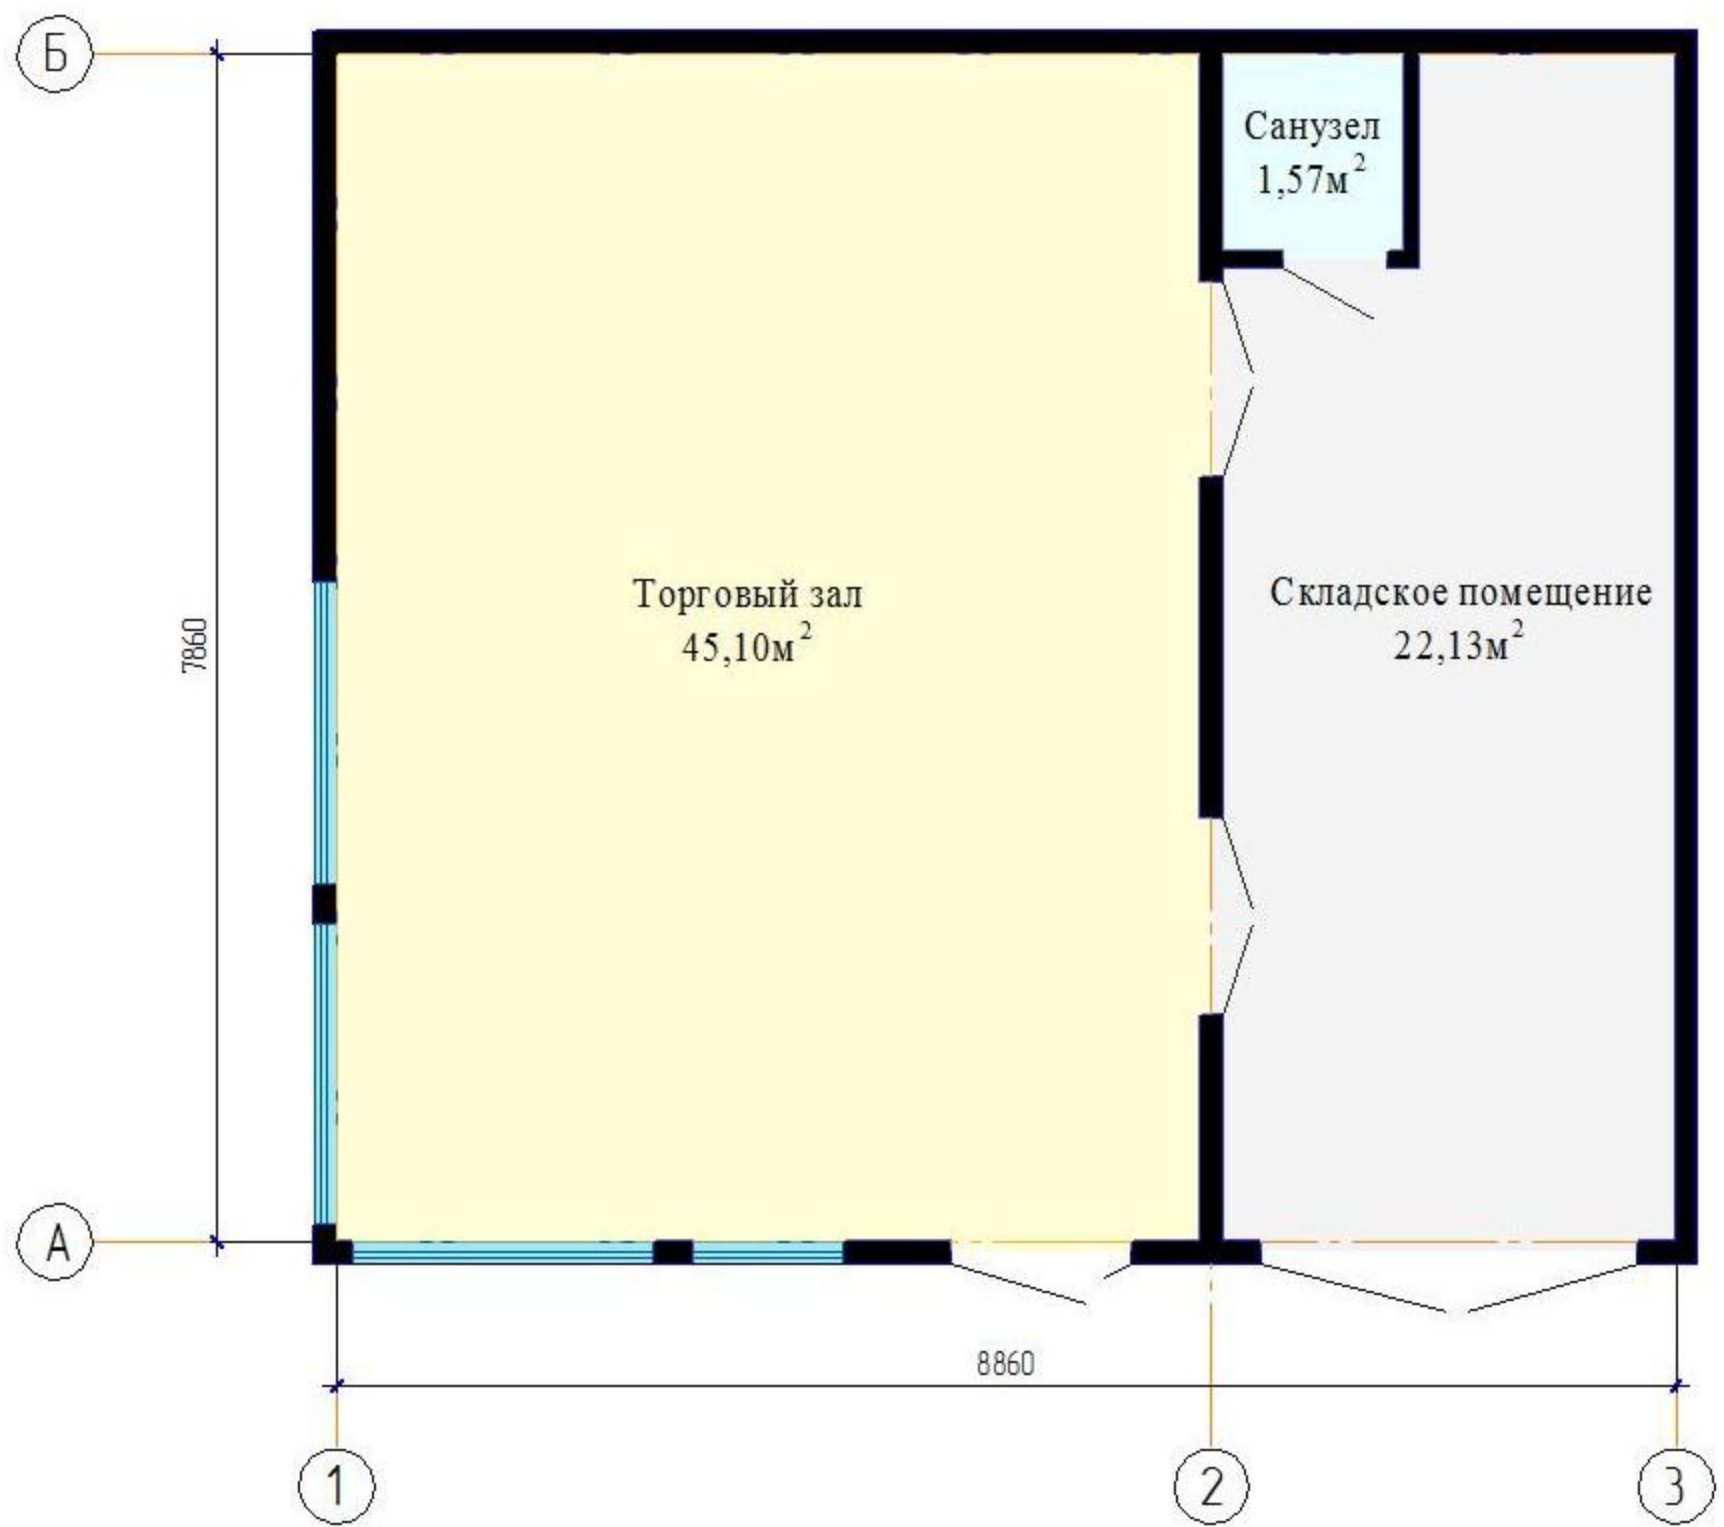 Б
Санузел
1,57м²
7860
Торговый зал
45,10м²
Складское помещение
22,13м²
А
8860
1
2
3